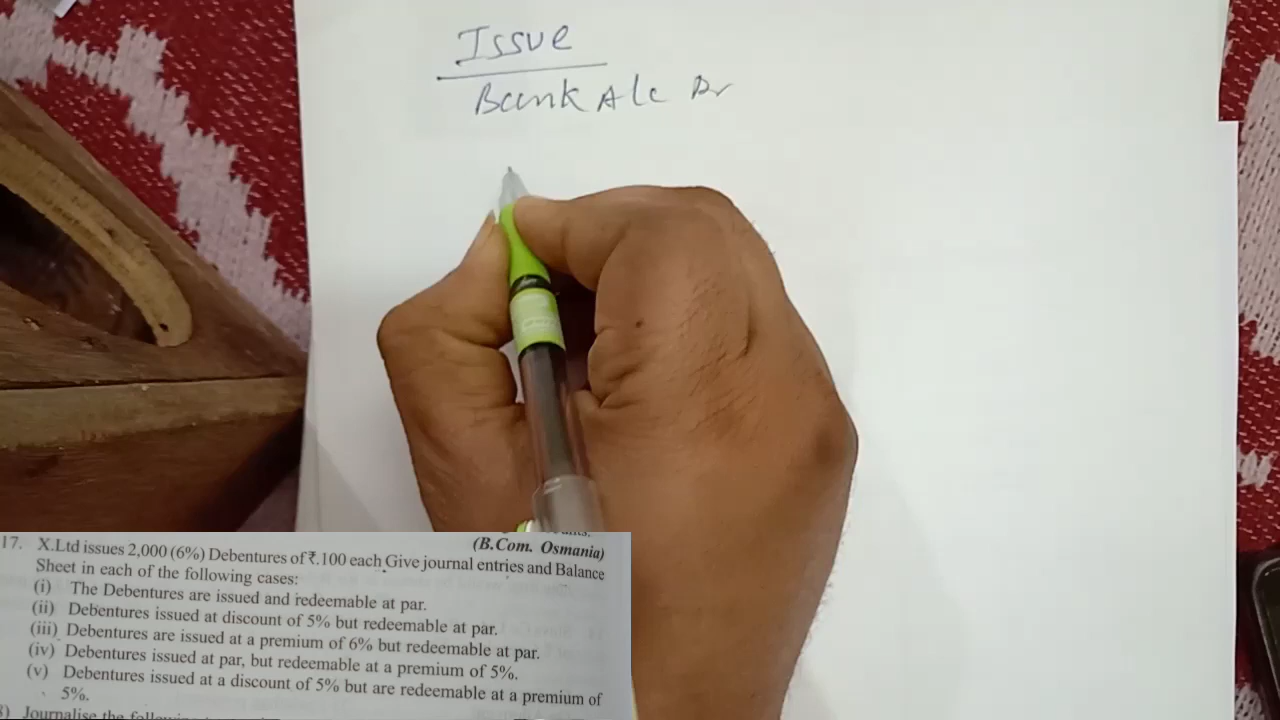 Issue
Bank A/c Dr
(B.Com. Osmania)
17. X.Ltd issues 2,000 (6%) Debentures of ₹.100 each Give journal entries and Balance
Sheet in each of the following cases:
(i) The Debentures are issued and redeemable at par.
(ii) Debentures issued at discount of 5% but redeemable at par.
(iii) Debentures are issued at a premium of 6% but redeemable at par.
(iv) Debentures issued at par, but redeemable at a premium of 5%.
(v) Debentures issued at a discount of 5% but are redeemable at a premium of
5%.
Journalise the